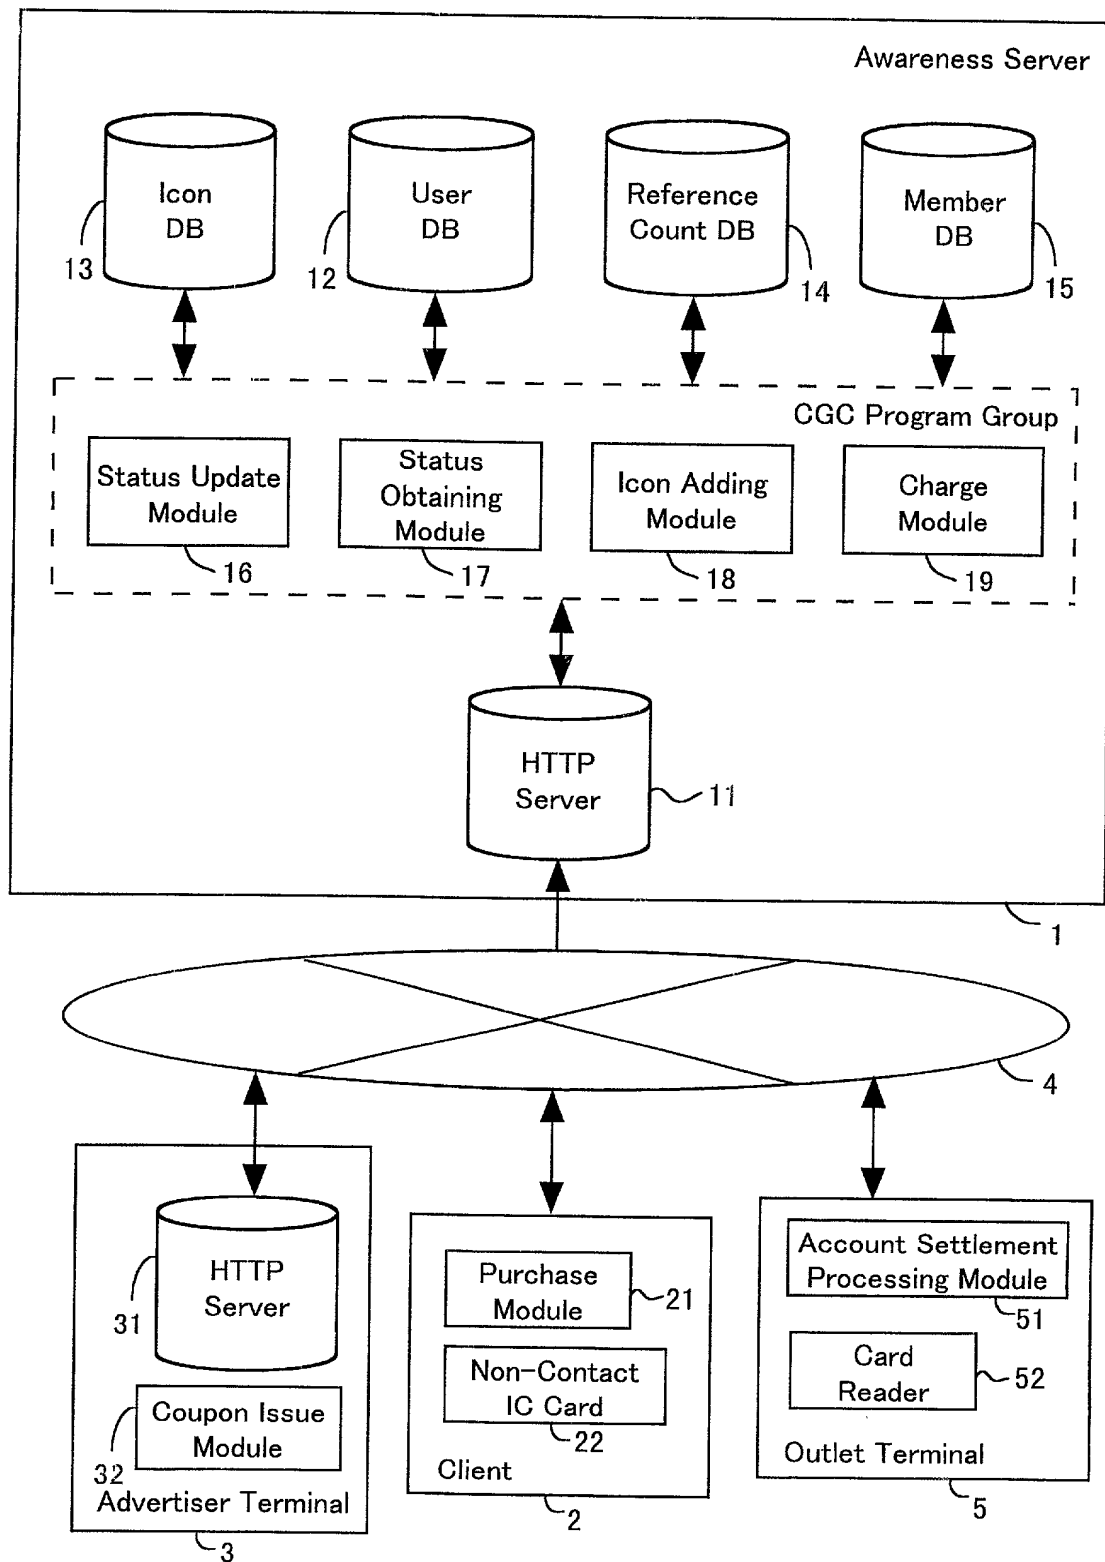 Awareness Server
Icon
DB
13
User
DB
12
Reference
Count DB
14
Member
DB
15
CGC Program Group
Status Update
Module
16
Status
Obtaining
Module
17
Icon Adding
Module
18
Charge
Module
19
HTTP
Server
11
1
4
HTTP
Server
31
Coupon Issue
Module
32
Advertiser Terminal
3
Purchase
Module
21
Non-Contact
IC Card
22
Client
2
Account Settlement
Processing Module
51
Card
Reader
52
Outlet Terminal
5